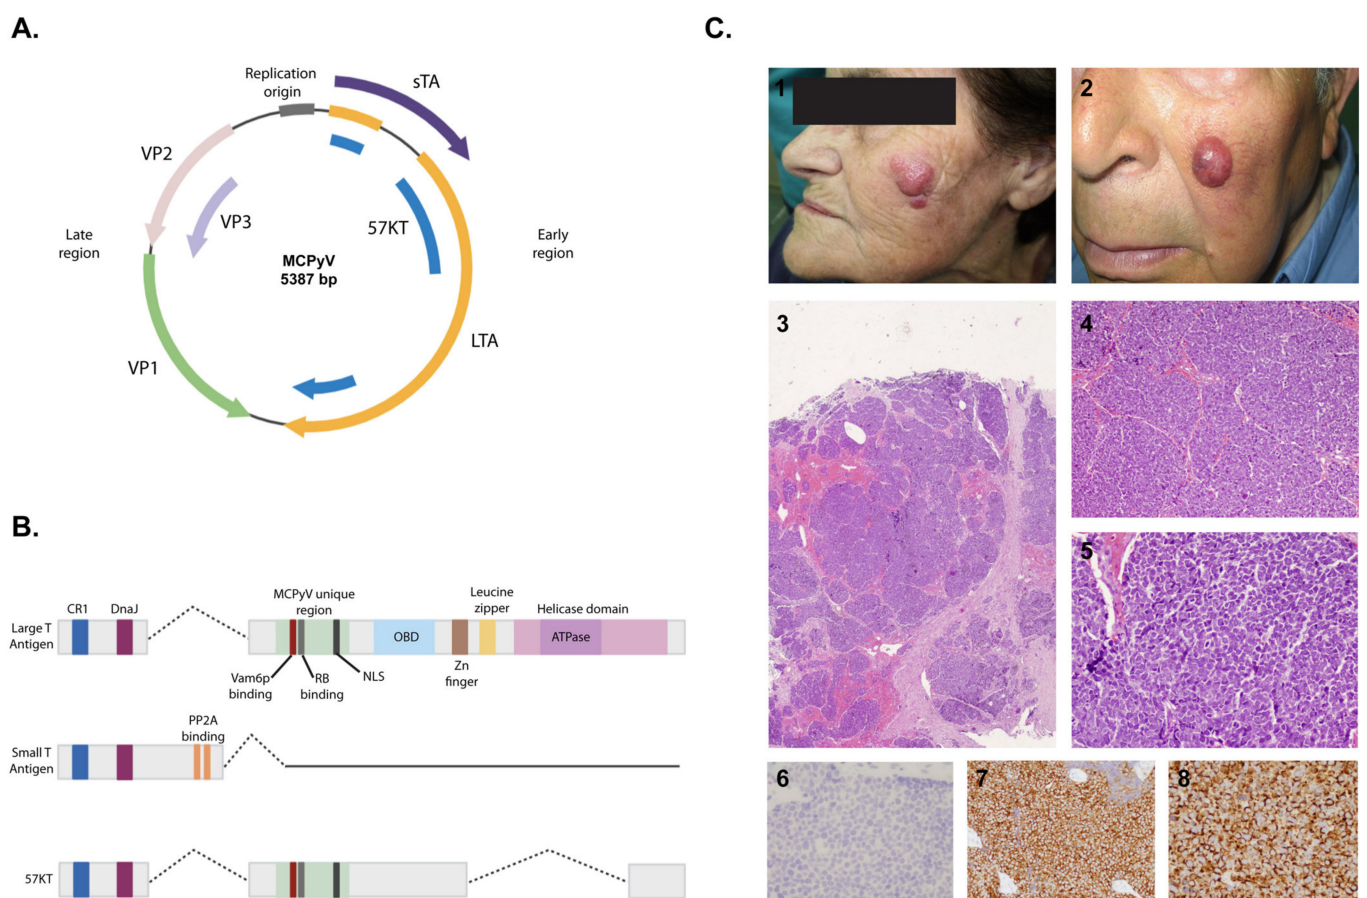 A.
Replication
origin
sTA
VP2
VP3
57KT
Late
region
MCPyV
5387 bp
Early
region
LTA
VP1
B.
CR1
DnaJ
MCPyV unique
region
Leucine
zipper
Helicase domain
Large T
Antigen
OBD
ATPase
Vam6p
binding
RB
binding
NLS
Zn
finger
PP2A
binding
Small T
Antigen
57KT
C.
1
2
3
4
5
6
7
8